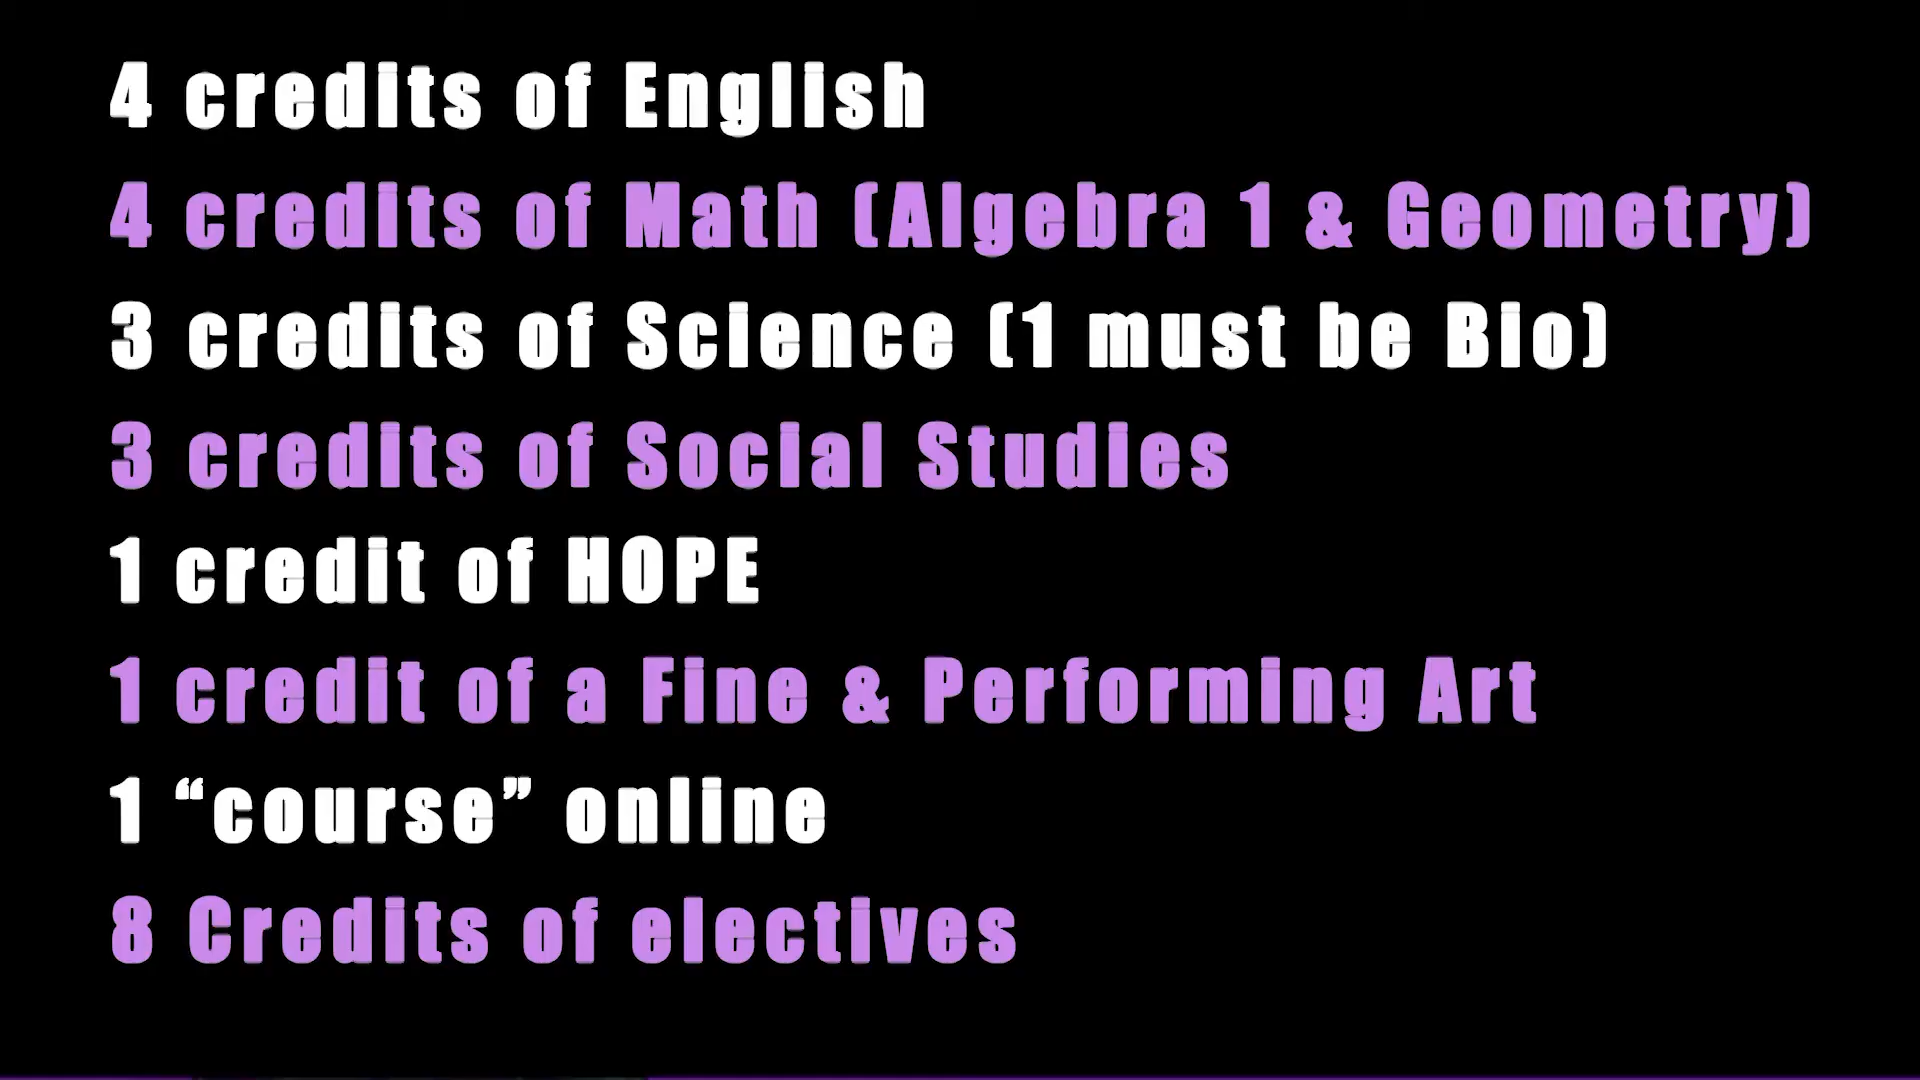 4 credits of English
4 credits of Math (Algebra 1 & Geometry)
3 credits of Science (1 must be Bio)
3 credits of Social Studies
1 credit of HOPE
1 credit of a Fine & Performing Art
1 “course” online
8 Credits of electives